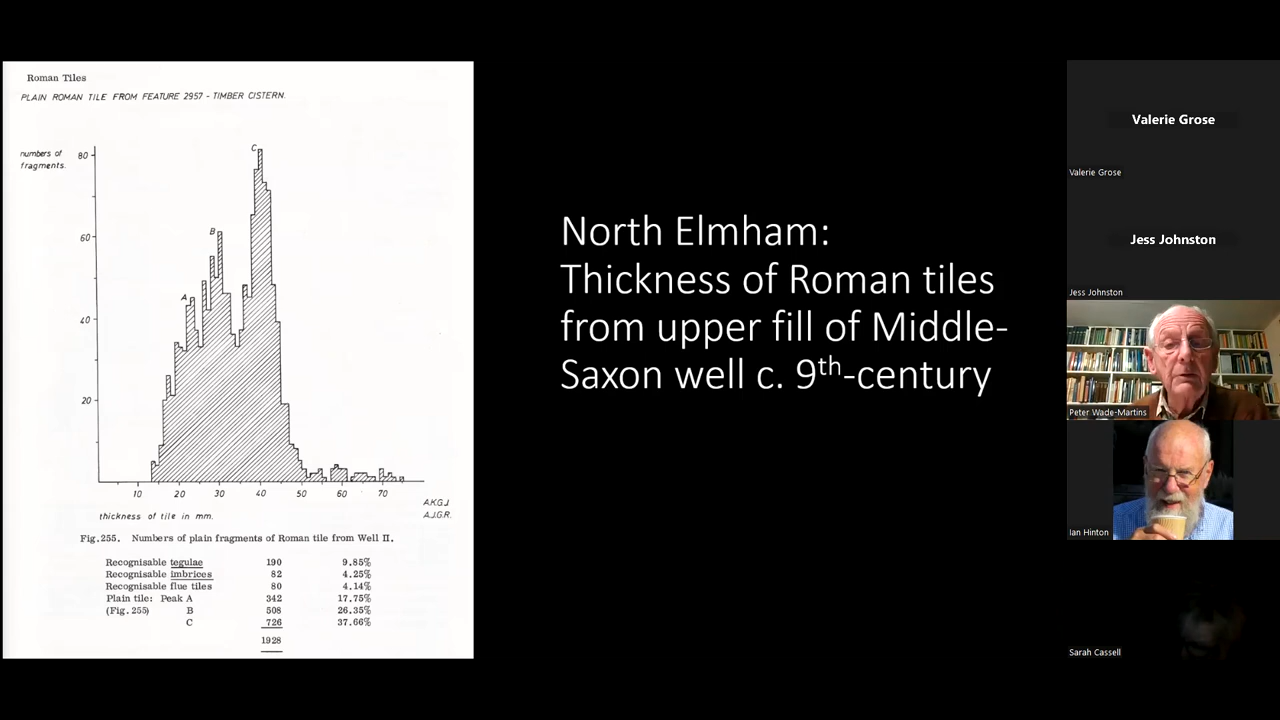 Roman Tiles
PLAIN ROMAN TILE FROM FEATURE 2957 - TIMBER CISTERN.
numbers of
fragments.
80
60
40
20
A
B
C
10 20 30 40 50 60 70
thickness of tile in mm.
A.K.G.J.
A.J.G.R.
Fig.255. Numbers of plain fragments of Roman tile from Well II.
Recognisable tegulae 190 9.85%
Recognisable imbrices 82 4.25%
Recognisable flue tiles 80 4.14%
Plain tile: Peak A 342 17.75%
(Fig.255) B 508 26.35%
C 726 37.66%
1928
North Elmham:
Thickness of Roman tiles
from upper fill of Middle-
Saxon well c. 9th-century
Valerie Grose
Valerie Grose
Jess Johnston
Jess Johnston
Peter Wade-Martins
Ian Hinton
Sarah Cassell